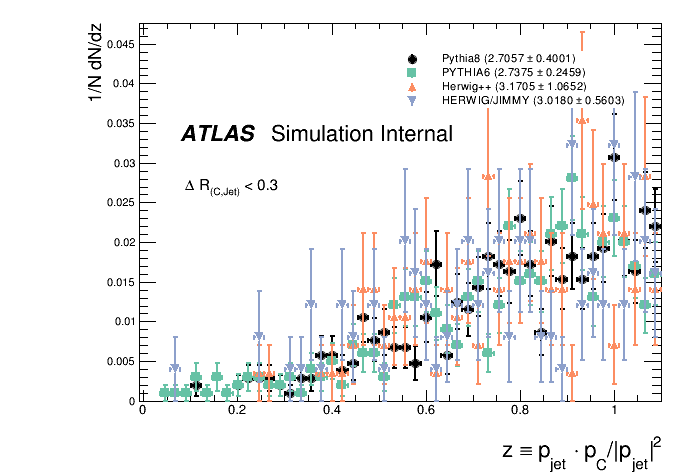 1/N dN/dz
0.045
0.04
0.035
0.03
0.025
0.02
0.015
0.01
0.005
0
Pythia8 (2.7057 ± 0.4001)
PYTHIA6 (2.7375 ± 0.2459)
Herwig++ (3.1705 ± 1.0652)
HERWIG/JIMMY (3.0180 ± 0.5603)
ATLAS Simulation Internal
Δ R(C,Jet) < 0.3
0 0.2 0.4 0.6 0.8 1
z ≡ pjet · pC/|pjet|²